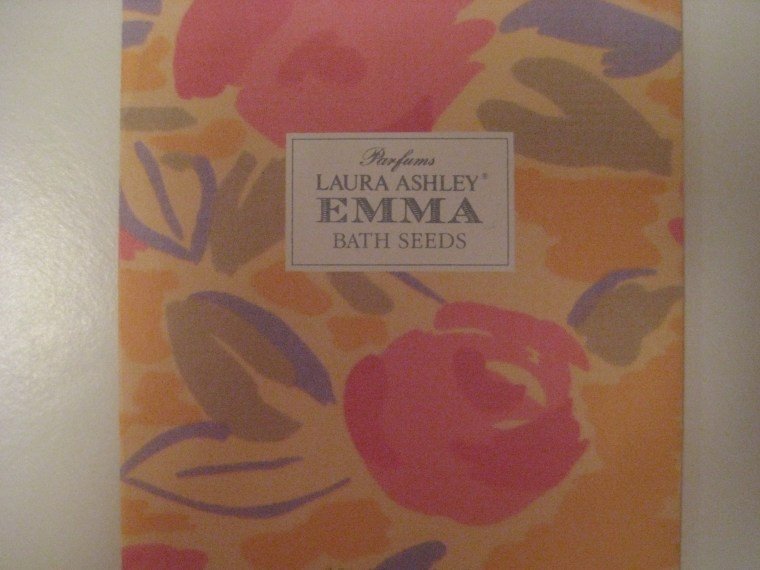 Parfums
LAURA ASHLEY®
EMMA
BATH SEEDS